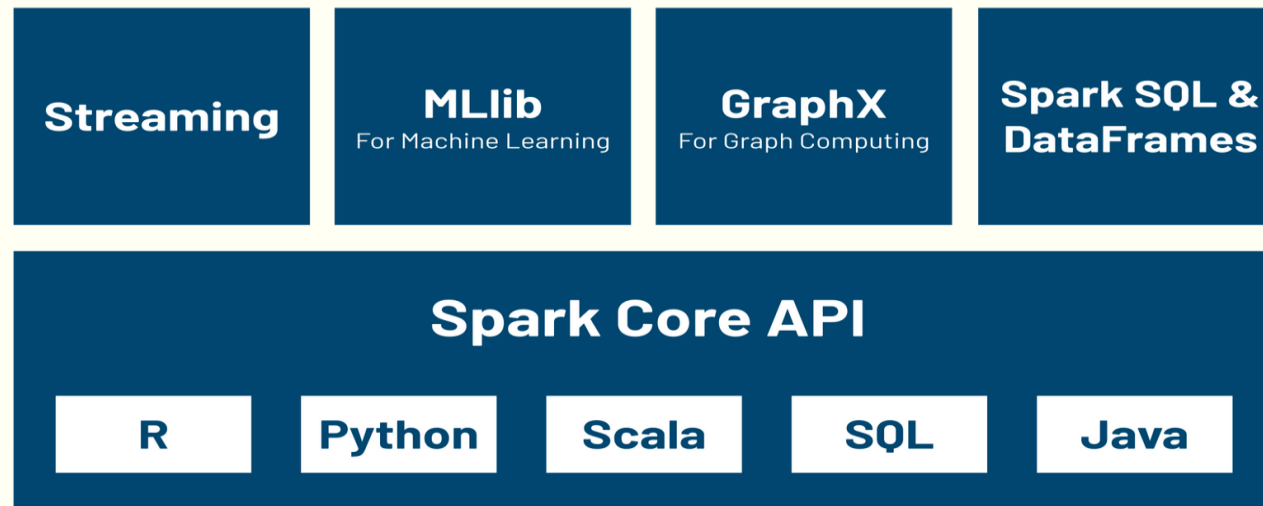 Streaming
MLlib
For Machine Learning
GraphX
For Graph Computing
Spark SQL &
DataFrames
Spark Core API
R
Python
Scala
SQL
Java